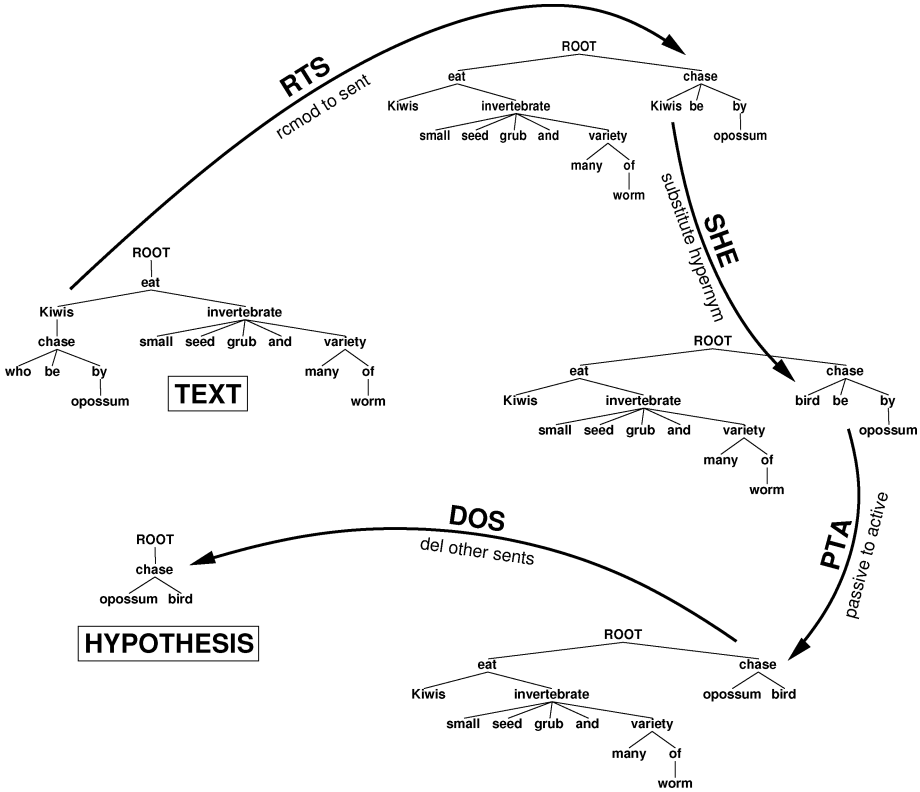 ROOT
eat chase
Kiwis invertebrate Kiwis be by
small seed grub and variety opossum
many of
worm
RTS
rcmod to sent
ROOT
eat
Kiwis invertebrate
chase small seed grub and variety
who be by many of
opossum worm
TEXT
SHE
substitute hypernym
ROOT
eat chase
Kiwis invertebrate bird be by
small seed grub and variety opossum
many of
worm
PTA
passive to active
ROOT
eat chase
Kiwis invertebrate opossum bird
small seed grub and variety
many of
worm
DOS
del other sents
ROOT
chase
opossum bird
HYPOTHESIS